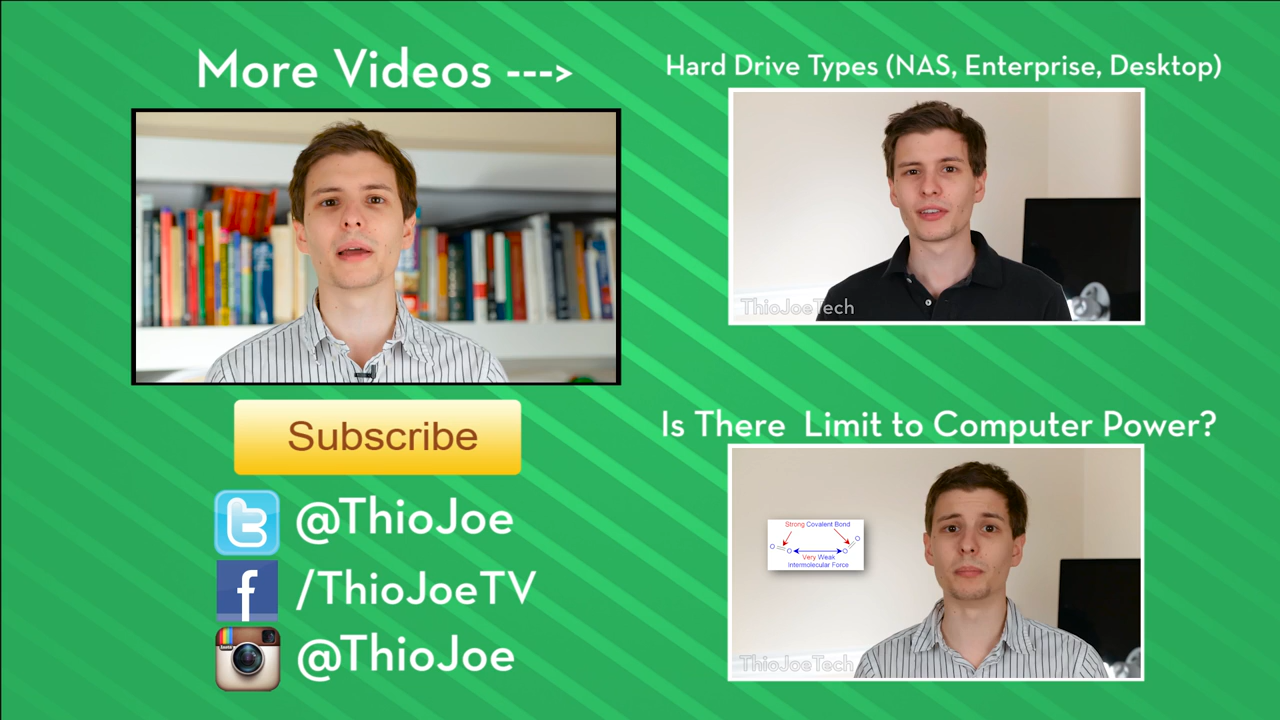 More Videos --->
Subscribe
@ThioJoe
/ThioJoeTV
@ThioJoe
Hard Drive Types (NAS, Enterprise, Desktop)
ThioJoeTech
Is There  Limit to Computer Power?
Strong Covalent Bond
O O O O
Very Weak
Intermolecular Force
ThioJoeTech